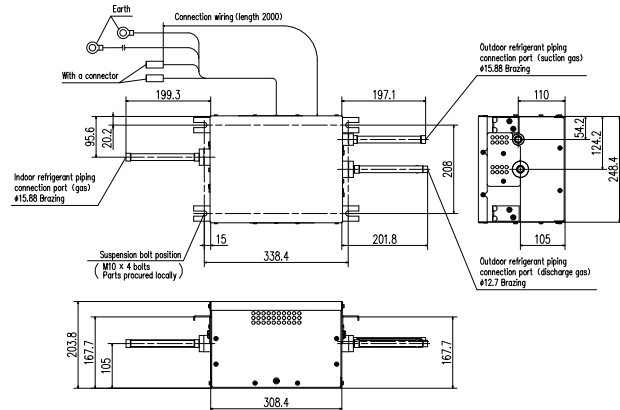 Earth
Connection wiring (length 2000)
With a connector
Outdoor refrigerant piping
connection port (suction gas)
ø15.88 Brazing
199.3
197.1
110
95.6
20.2
54.2
124.2
248.4
208
Indoor refrigerant piping
connection port (gas)
ø15.88 Brazing
15
201.8
105
338.4
Suspension bolt position
( M10 × 4 bolts
Parts procured locally )
Outdoor refrigerant piping
connection port (discharge gas)
ø12.7 Brazing
203.8
167.7
105
167.7
308.4